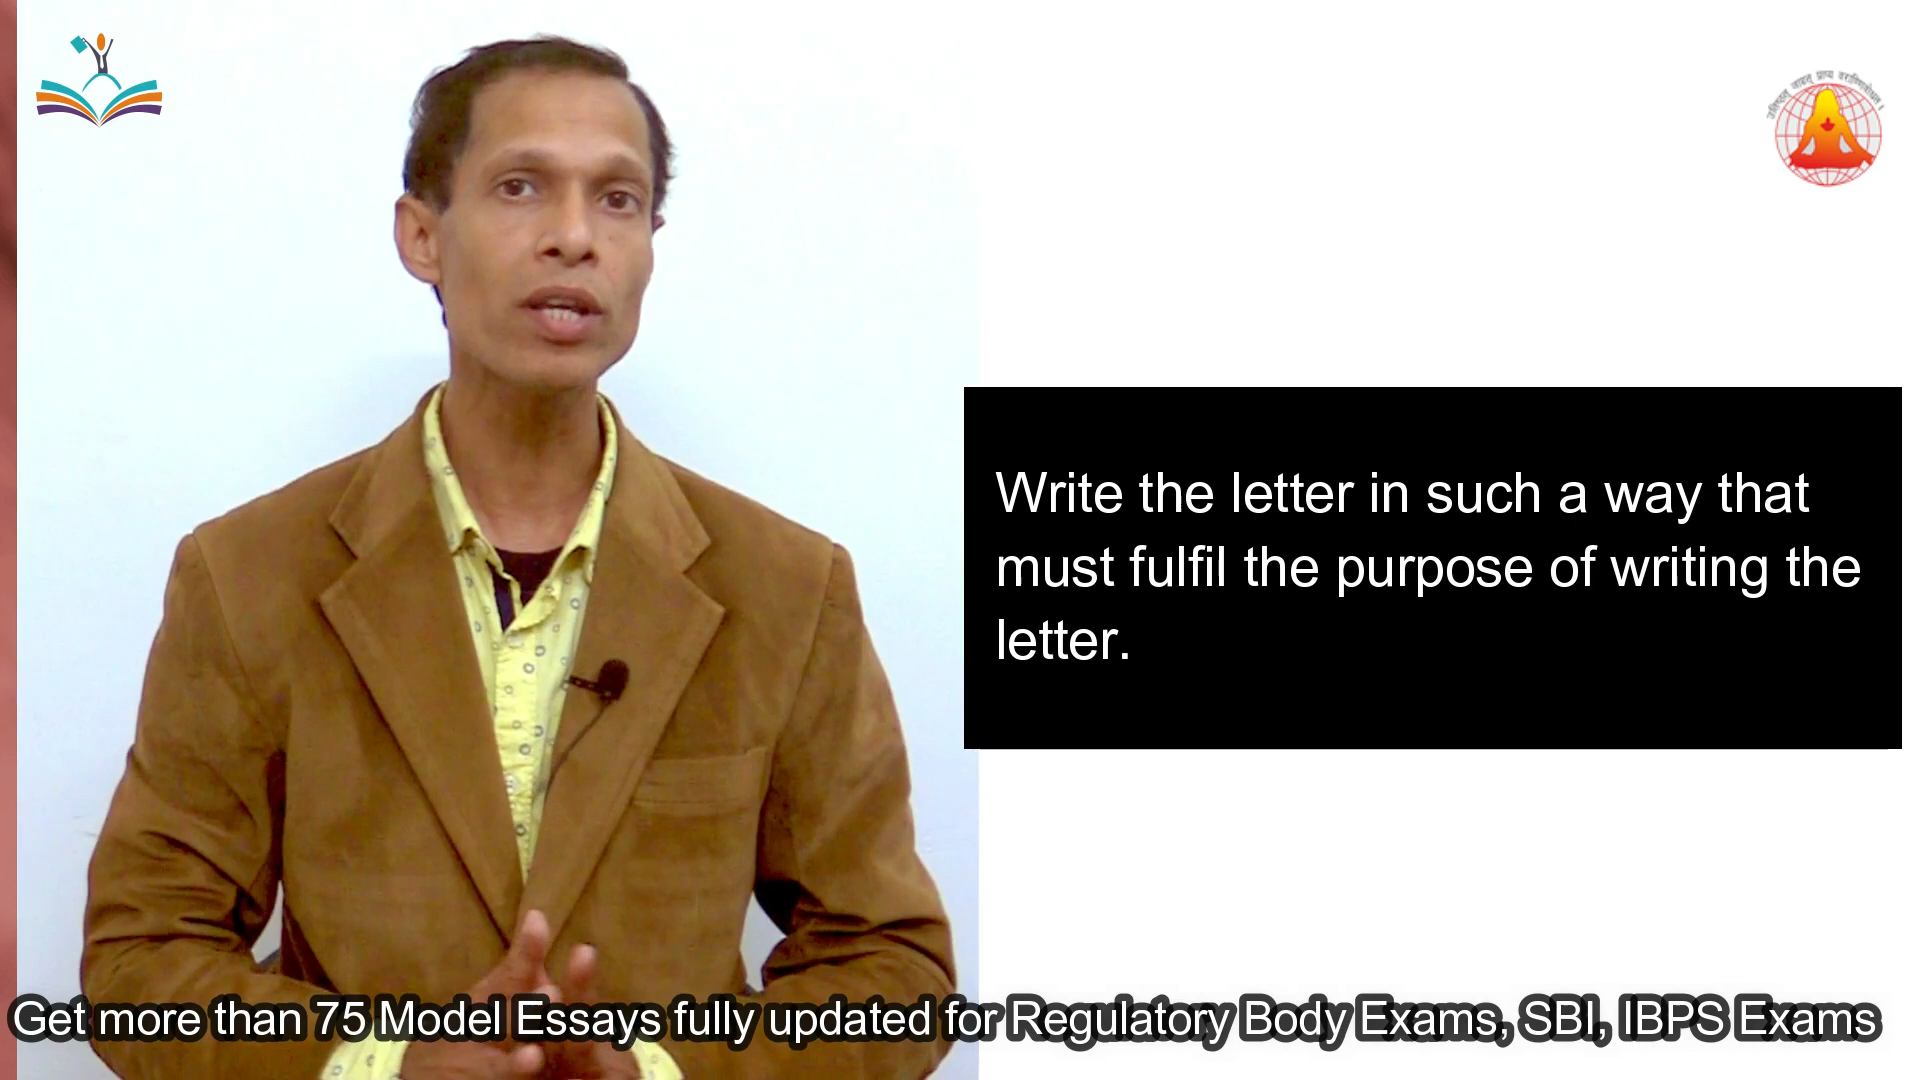 Write the letter in such a way that
must fulfil the purpose of writing the
letter.
Get more than 75 Model Essays fully updated for Regulatory Body Exams, SBI, IBPS Exams